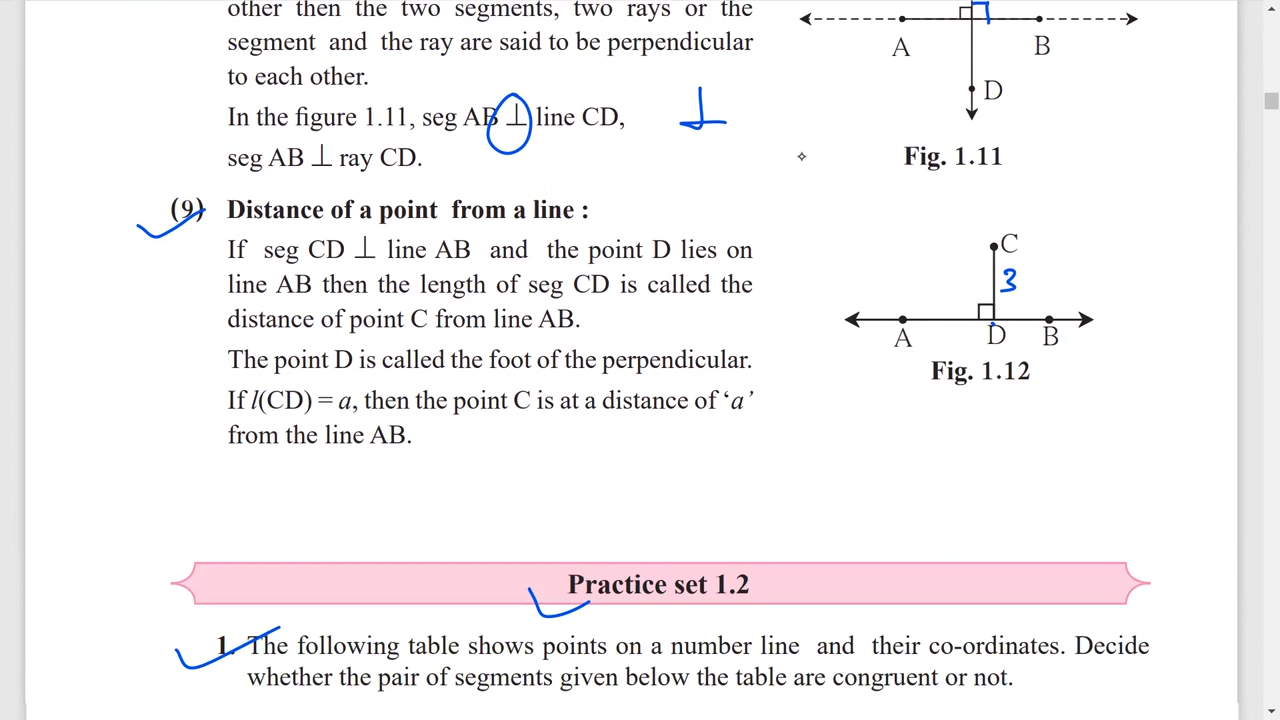 other then the two segments, two rays or the
segment and the ray are said to be perpendicular
to each other.
In the figure 1.11, seg AB ⊥ line CD,
seg AB ⊥ ray CD.
⊥
A
B
D
Fig. 1.11
(9) Distance of a point from a line :
If seg CD ⊥ line AB and the point D lies on
line AB then the length of seg CD is called the
distance of point C from line AB.
The point D is called the foot of the perpendicular.
If l(CD) = a, then the point C is at a distance of ‘a’
from the line AB.
C
3
A
D
B
Fig. 1.12
Practice set 1.2
1. The following table shows points on a number line and their co-ordinates. Decide
whether the pair of segments given below the table are congruent or not.